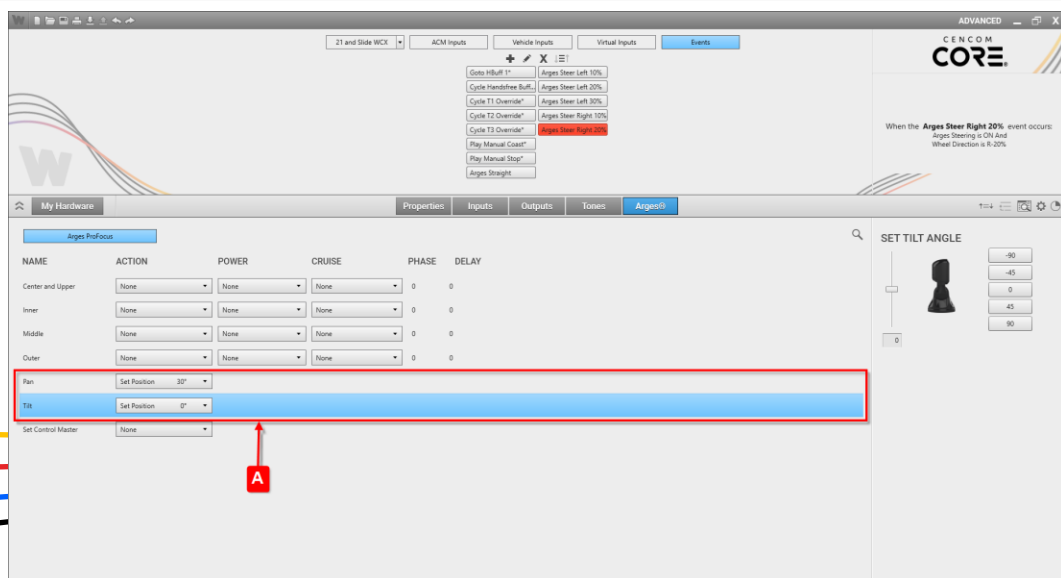 W
ADVANCED
21 and Slide WCX ACM Inputs Vehicle Inputs Virtual Inputs Events
Goto HBuff 1* Arges Steer Left 10%
Cycle Handsfree Buff... Arges Steer Left 20%
Cycle T1 Override* Arges Steer Left 30%
Cycle T2 Override* Arges Steer Right 10%
Cycle T3 Override* Arges Steer Right 20%
Play Manual Coast*
Play Manual Stop*
Arges Straight
CENCOM
CORE®
When the Arges Steer Right 20% event occurs:
Arges Steering is ON And
Wheel Direction is R-20%
W
My Hardware Properties Inputs Outputs Tones Arges®
Arges ProFocus
NAME ACTION POWER CRUISE PHASE DELAY
Center and Upper None None None 0 0
Inner None None None 0 0
Middle None None None 0 0
Outer None None None 0 0
Pan Set Position 30°
Tilt Set Position 0°
Set Control Master None
A
SET TILT ANGLE
-90
-45
0
45
90
0